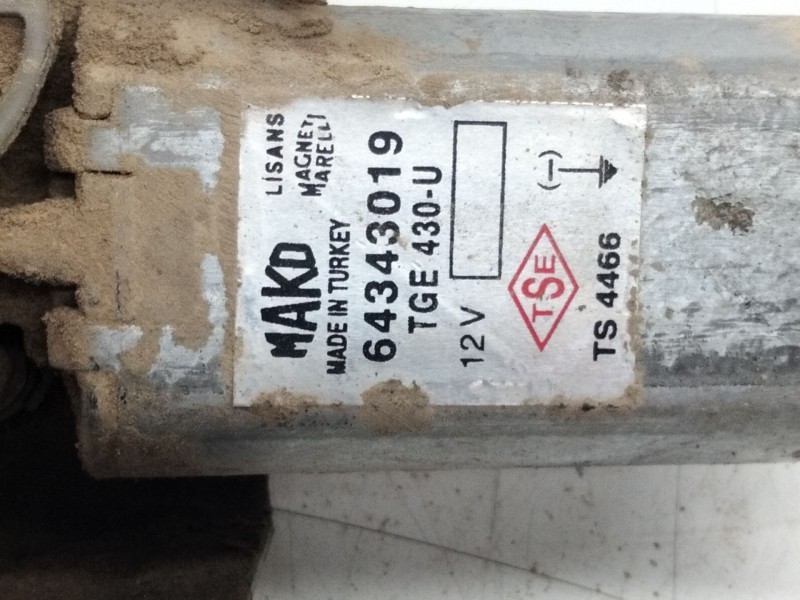 MAKO
LİSANS
MAGNETI
MARELLI
MADE IN TURKEY
64343019
TGE 430-U
12 V
(-)
TSE
TS 4466